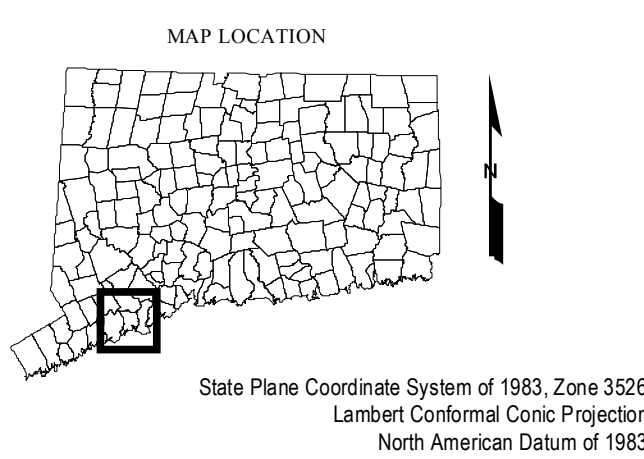 MAP LOCATION
N
State Plane Coordinate System of 1983, Zone 3526
Lambert Conformal Conic Projection
North American Datum of 1983